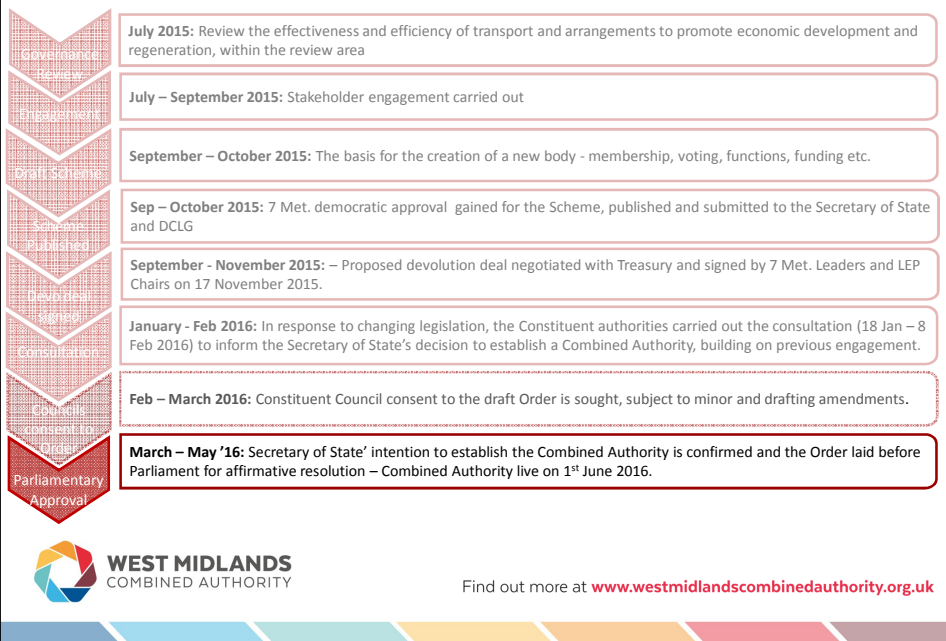 Governance
Review
July 2015: Review the effectiveness and efficiency of transport and arrangements to promote economic development and
regeneration, within the review area
Engagement
July – September 2015: Stakeholder engagement carried out
Draft Scheme
September – October 2015: The basis for the creation of a new body - membership, voting, functions, funding etc.
Scheme
Published
Sep – October 2015: 7 Met. democratic approval gained for the Scheme, published and submitted to the Secretary of State
and DCLG
Devo deal
signed
September - November 2015: – Proposed devolution deal negotiated with Treasury and signed by 7 Met. Leaders and LEP
Chairs on 17 November 2015.
Consultation
January - Feb 2016: In response to changing legislation, the Constituent authorities carried out the consultation (18 Jan – 8
Feb 2016) to inform the Secretary of State’s decision to establish a Combined Authority, building on previous engagement.
Councils
consent to
Order
Feb – March 2016: Constituent Council consent to the draft Order is sought, subject to minor and drafting amendments.
Parliamentary
Approval
March – May ’16: Secretary of State’ intention to establish the Combined Authority is confirmed and the Order laid before
Parliament for affirmative resolution – Combined Authority live on 1st June 2016.
WEST MIDLANDS
COMBINED AUTHORITY
Find out more at www.westmidlandscombinedauthority.org.uk